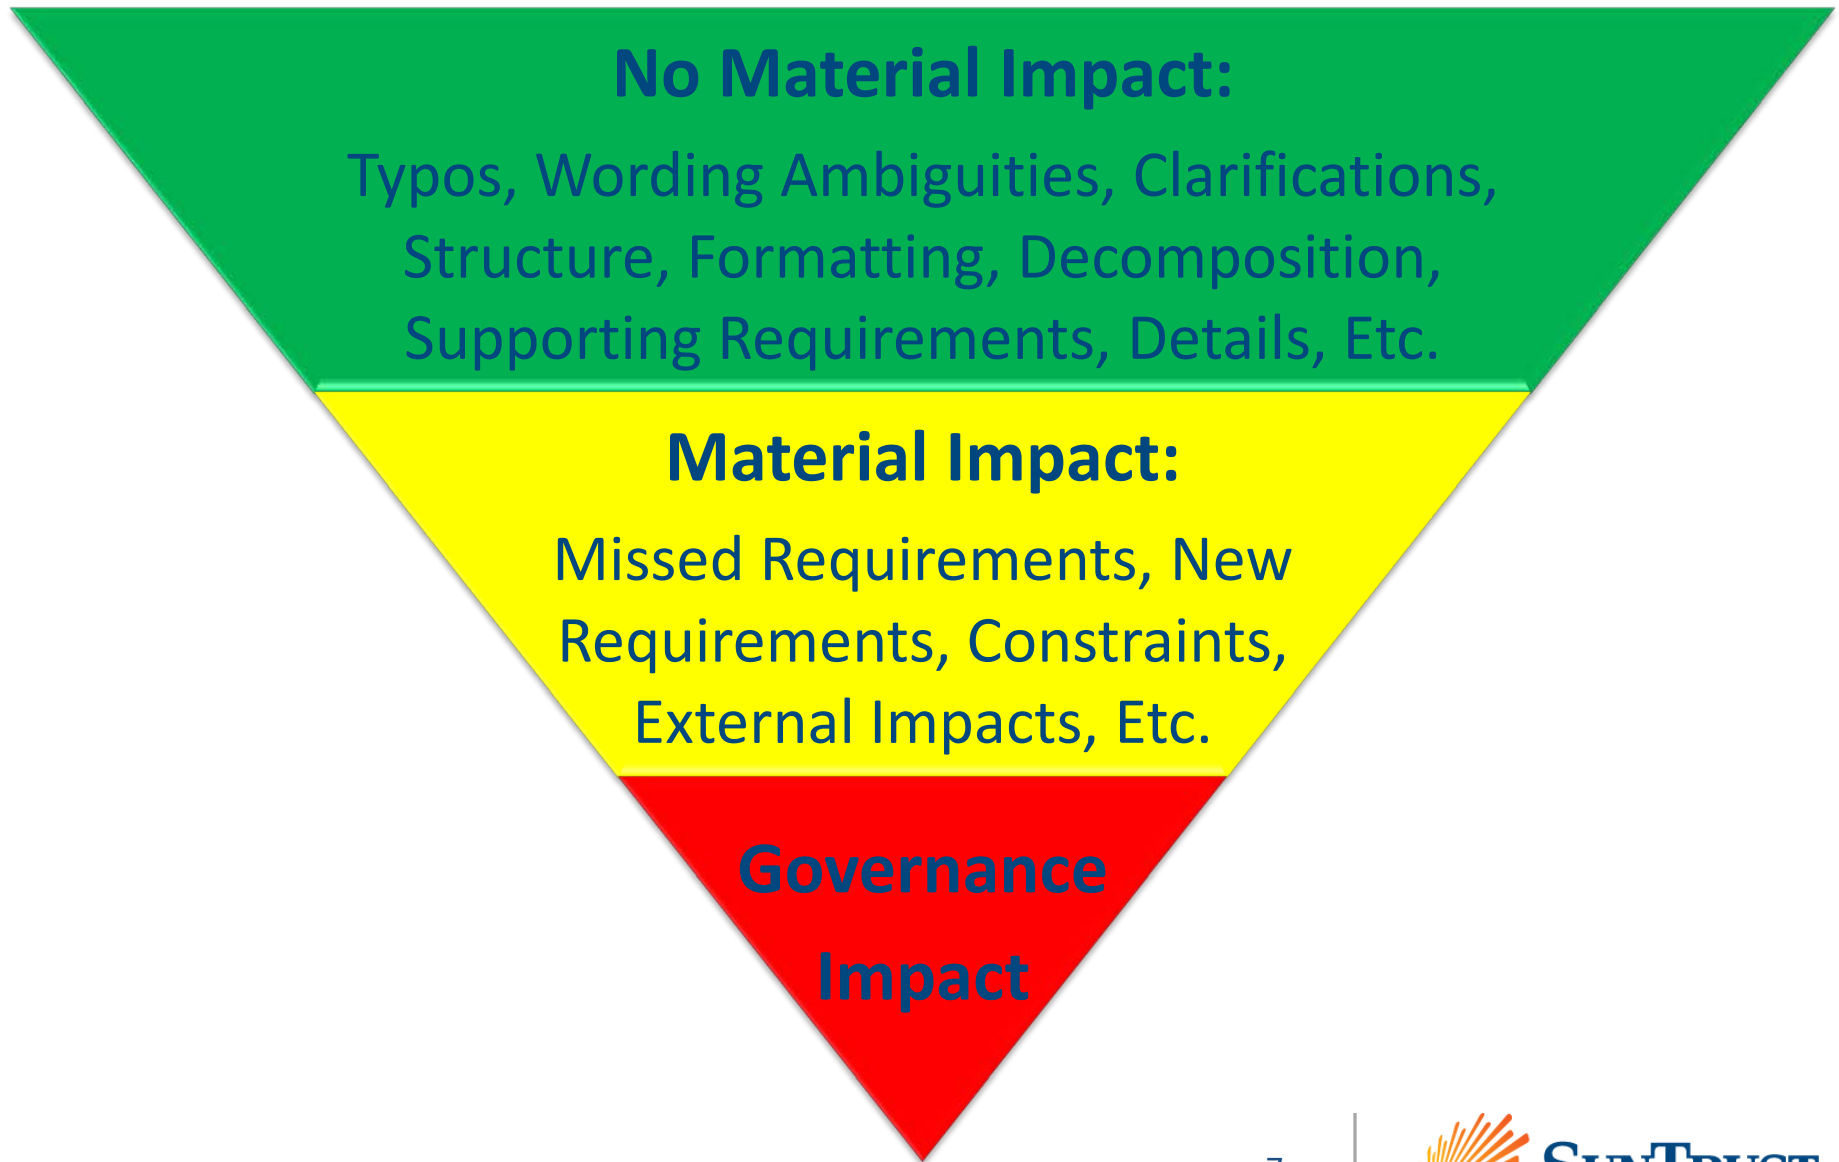 No Material Impact:
Typos, Wording Ambiguities, Clarifications,
Structure, Formatting, Decomposition,
Supporting Requirements, Details, Etc.
Material Impact:
Missed Requirements, New
Requirements, Constraints,
External Impacts, Etc.
Governance
Impact
SUNTRUST